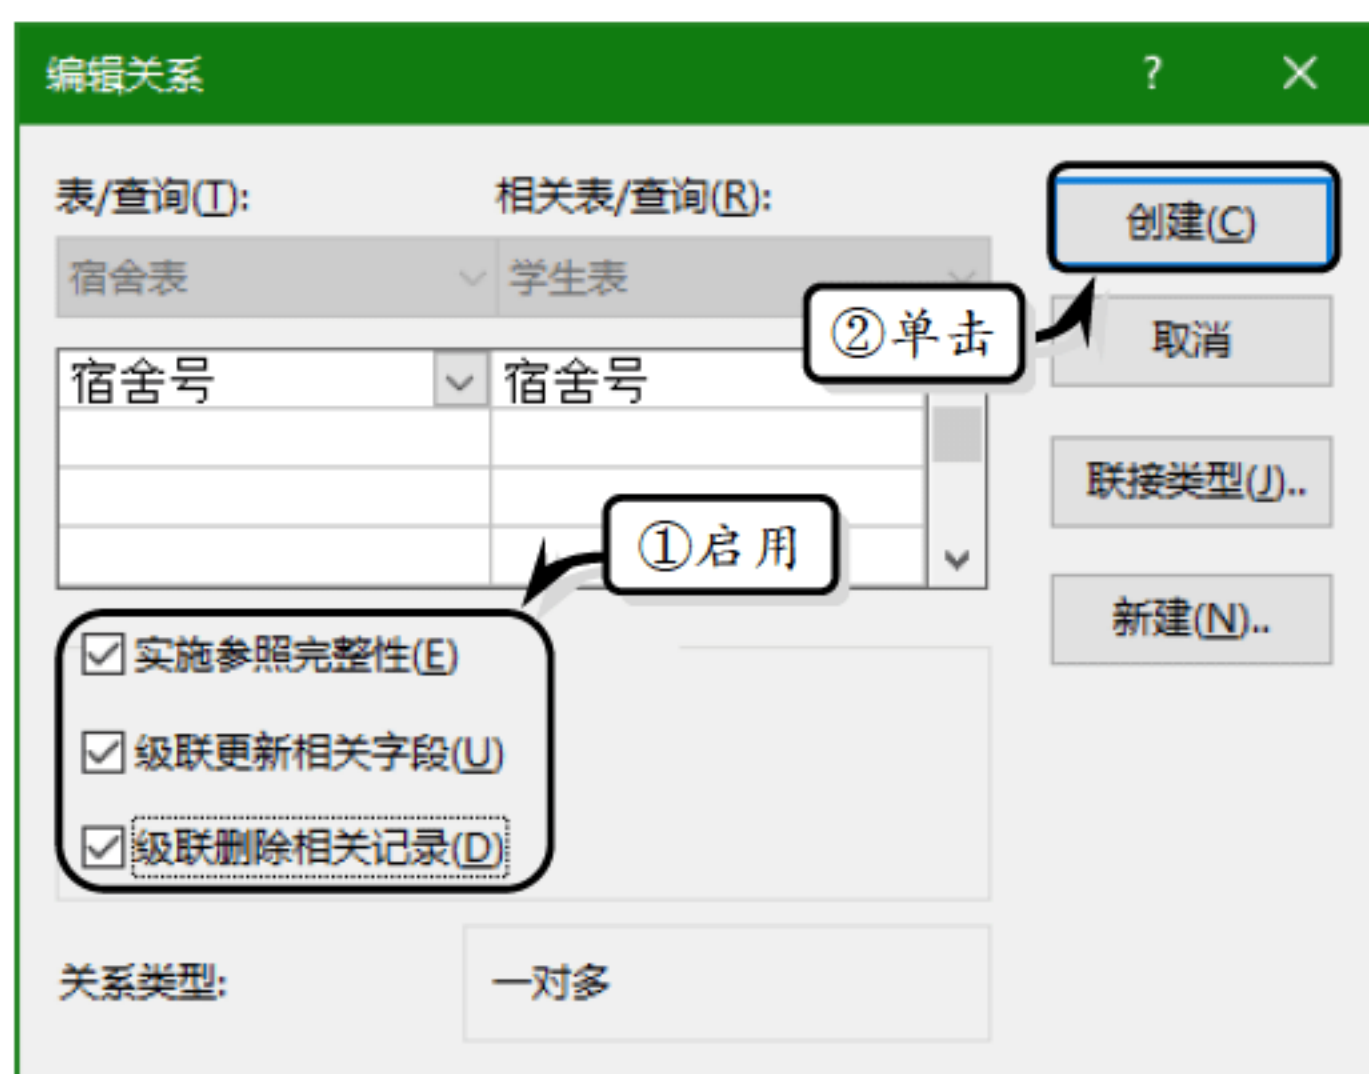 编辑关系 ?
表/查询(T): 相关表/查询(R):
创建(C)
宿舍表 学生表
②单击
取消
宿舍号 宿舍号
联接类型(J)..
①启用
新建(N)..
实施参照完整性(E)
级联更新相关字段(U)
级联删除相关记录(D)
关系类型: 一对多